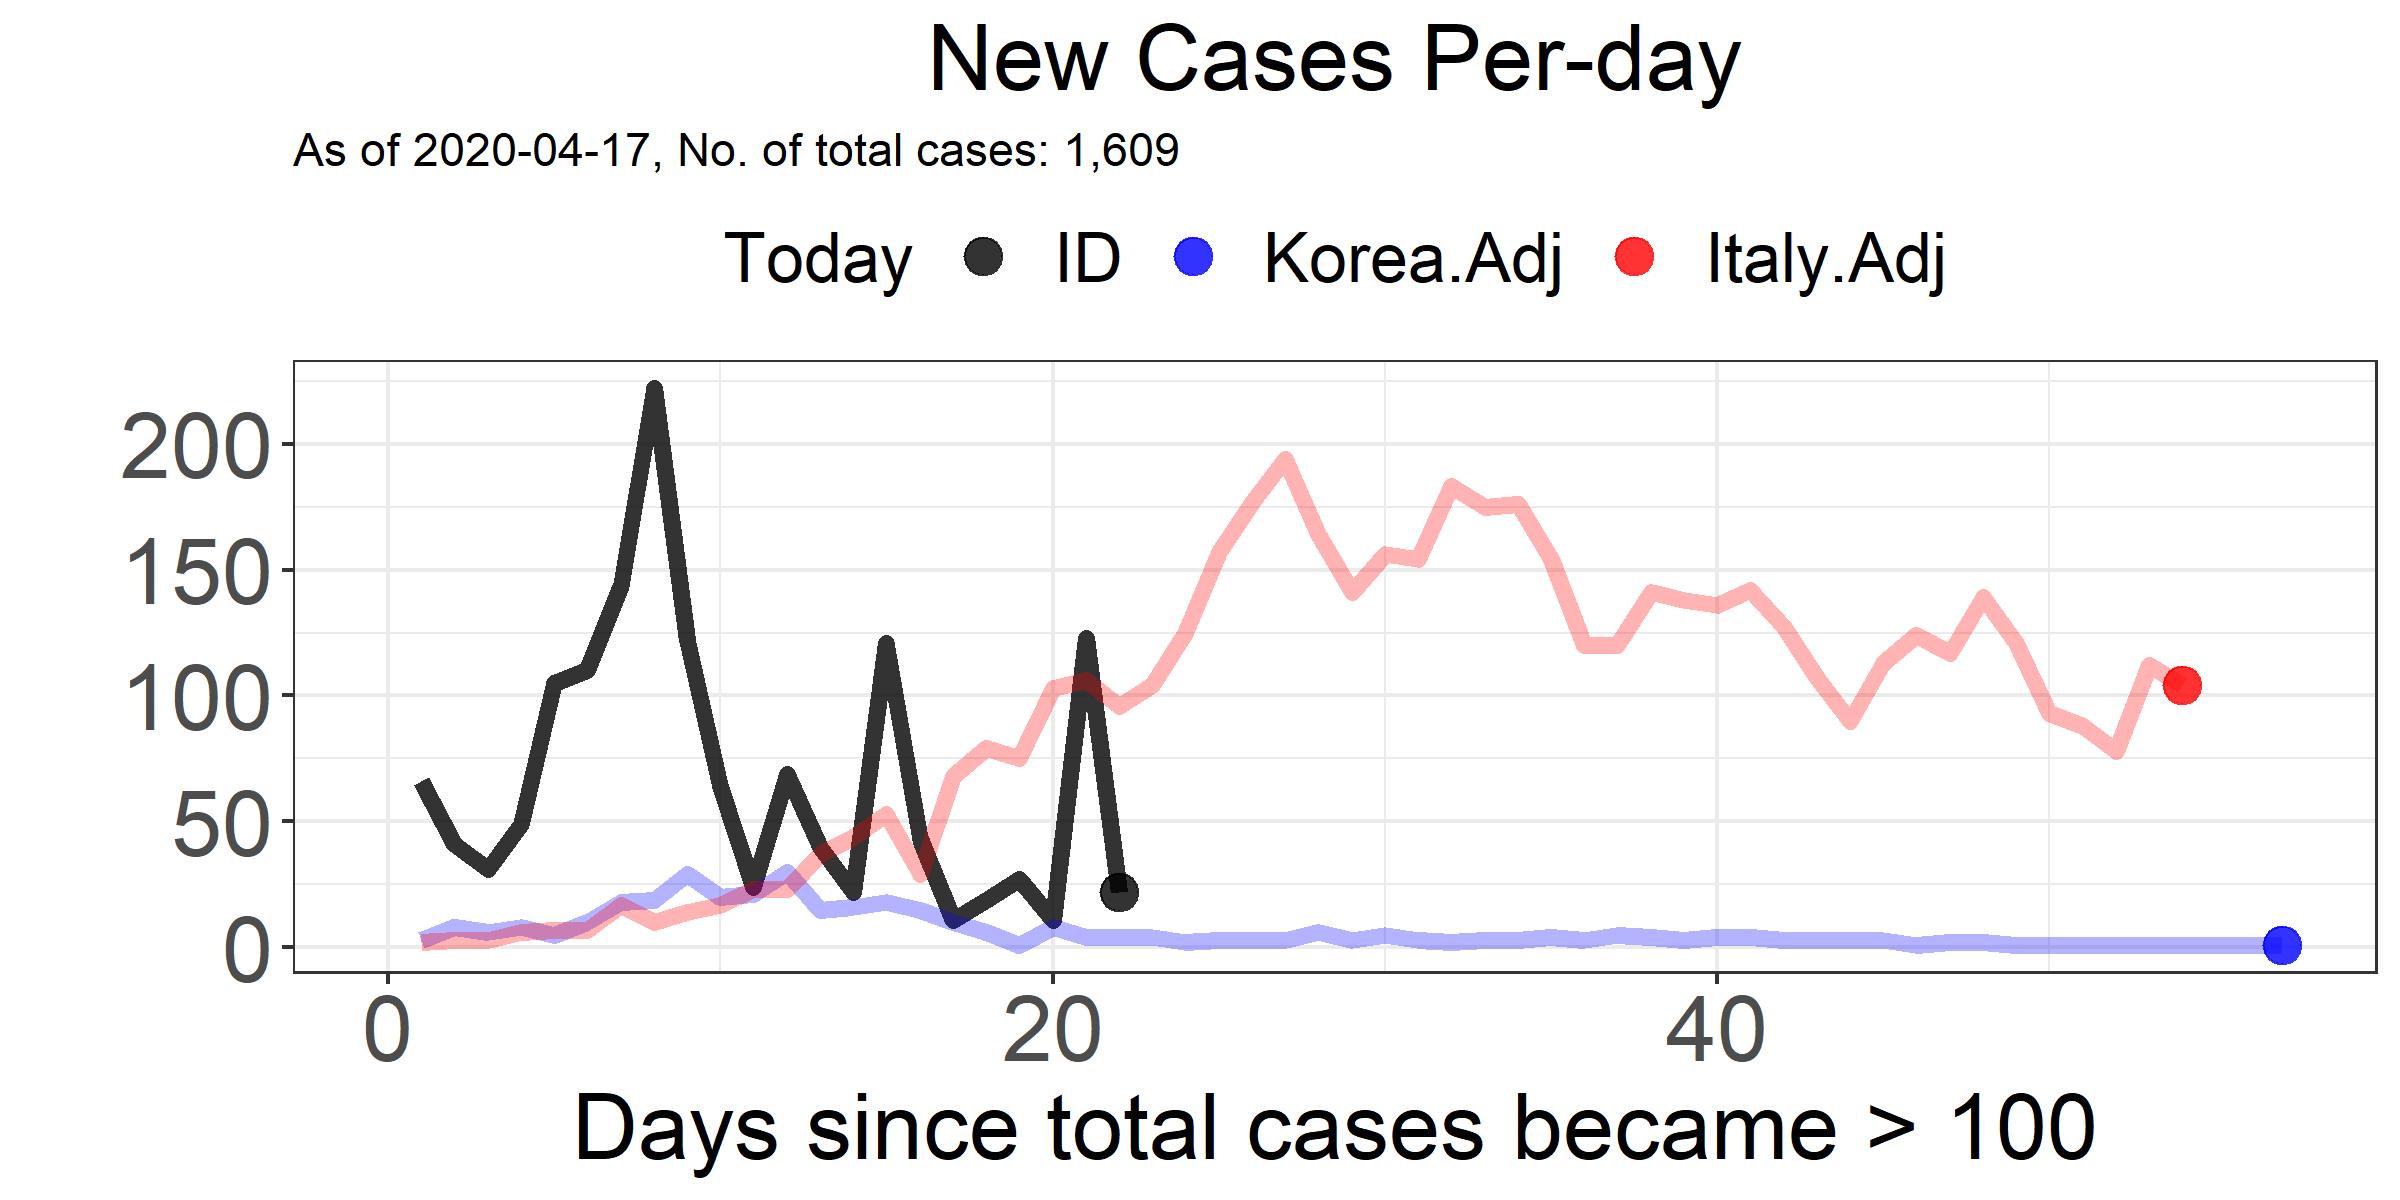 New Cases Per-day
As of 2020-04-17, No. of total cases: 1,609
Today ID Korea.Adj Italy.Adj
200
150
100
50
0
0 20 40
Days since total cases became > 100